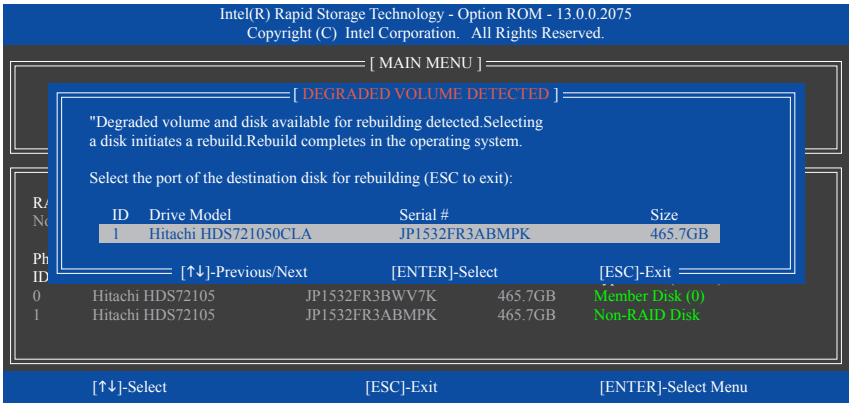 Intel(R) Rapid Storage Technology - Option ROM - 13.0.0.2075
Copyright (C) Intel Corporation. All Rights Reserved.
[ MAIN MENU ]
[ DEGRADED VOLUME DETECTED ]
"Degraded volume and disk available for rebuilding detected.Selecting
a disk initiates a rebuild.Rebuild completes in the operating system.
Select the port of the destination disk for rebuilding (ESC to exit):
ID Drive Model Serial # Size
1 Hitachi HDS721050CLA JP1532FR3ABMPK 465.7GB
[↑↓]-Previous/Next [ENTER]-Select [ESC]-Exit
ID
0 Hitachi HDS72105 JP1532FR3BWV7K 465.7GB Member Disk (0)
1 Hitachi HDS72105 JP1532FR3ABMPK 465.7GB Non-RAID Disk
[↑↓]-Select [ESC]-Exit [ENTER]-Select Menu